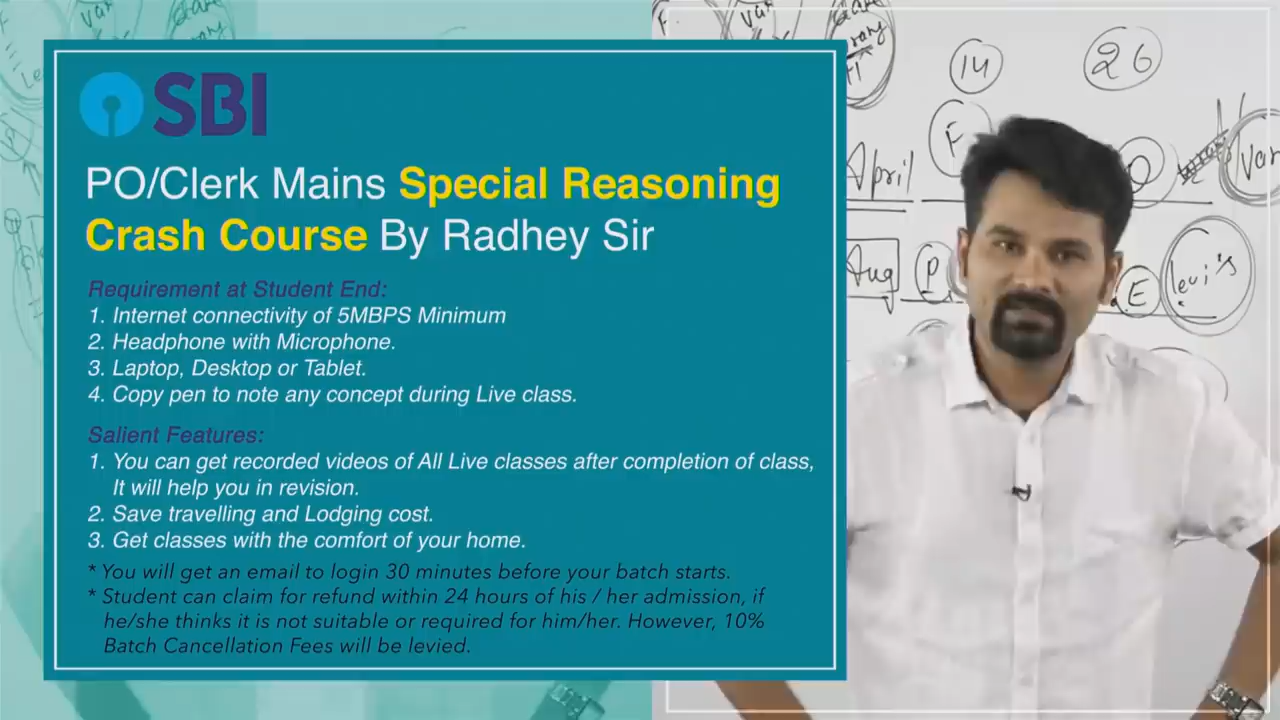 SBI
PO/Clerk Mains Special Reasoning
Crash Course By Radhey Sir
Requirement at Student End:
1. Internet connectivity of 5MBPS Minimum
2. Headphone with Microphone.
3. Laptop, Desktop or Tablet.
4. Copy pen to note any concept during Live class.
Salient Features:
1. You can get recorded videos of All Live classes after completion of class,
It will help you in revision.
2. Save travelling and Lodging cost.
3. Get classes with the comfort of your home.
* You will get an email to login 30 minutes before your batch starts.
* Student can claim for refund within 24 hours of his / her admission, if
he/she thinks it is not suitable or required for him/her. However, 10%
Batch Cancellation Fees will be levied.
14
26
April
F
Var
Aug
P
E
levi's